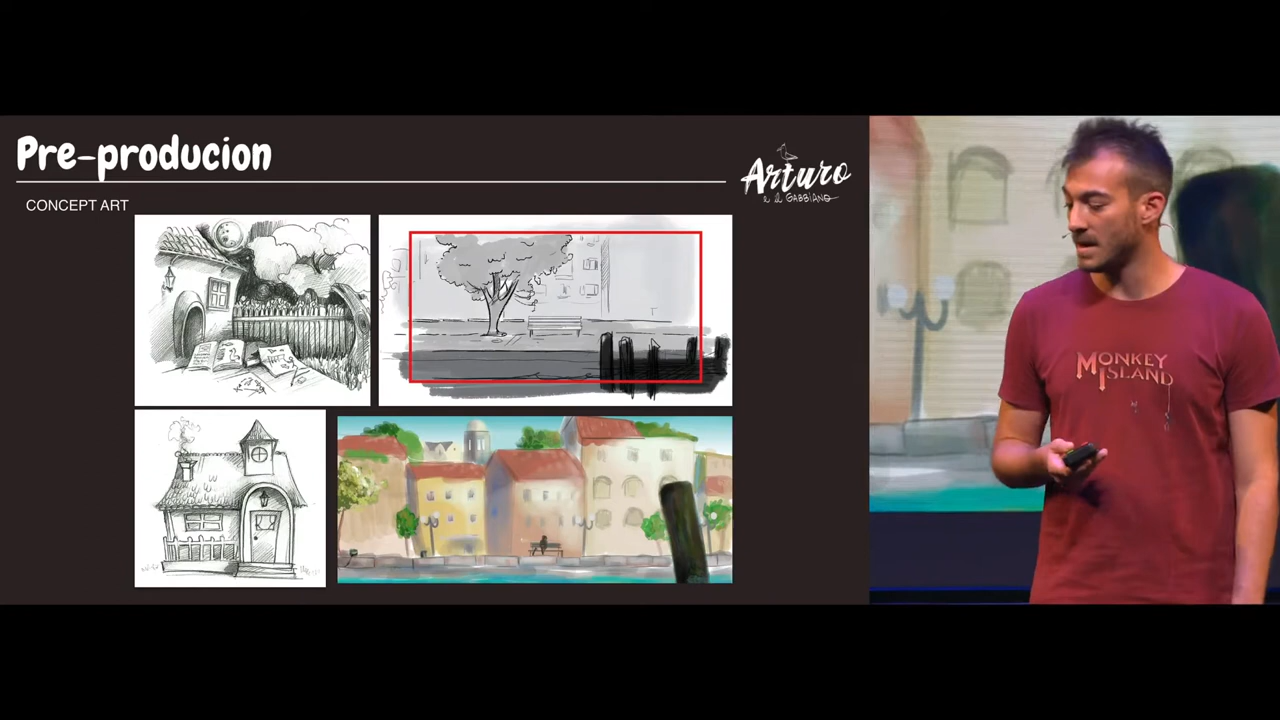 Pre-producion
CONCEPT ART
Arturo
e il GABBIANO
MONKEY
ISLAND